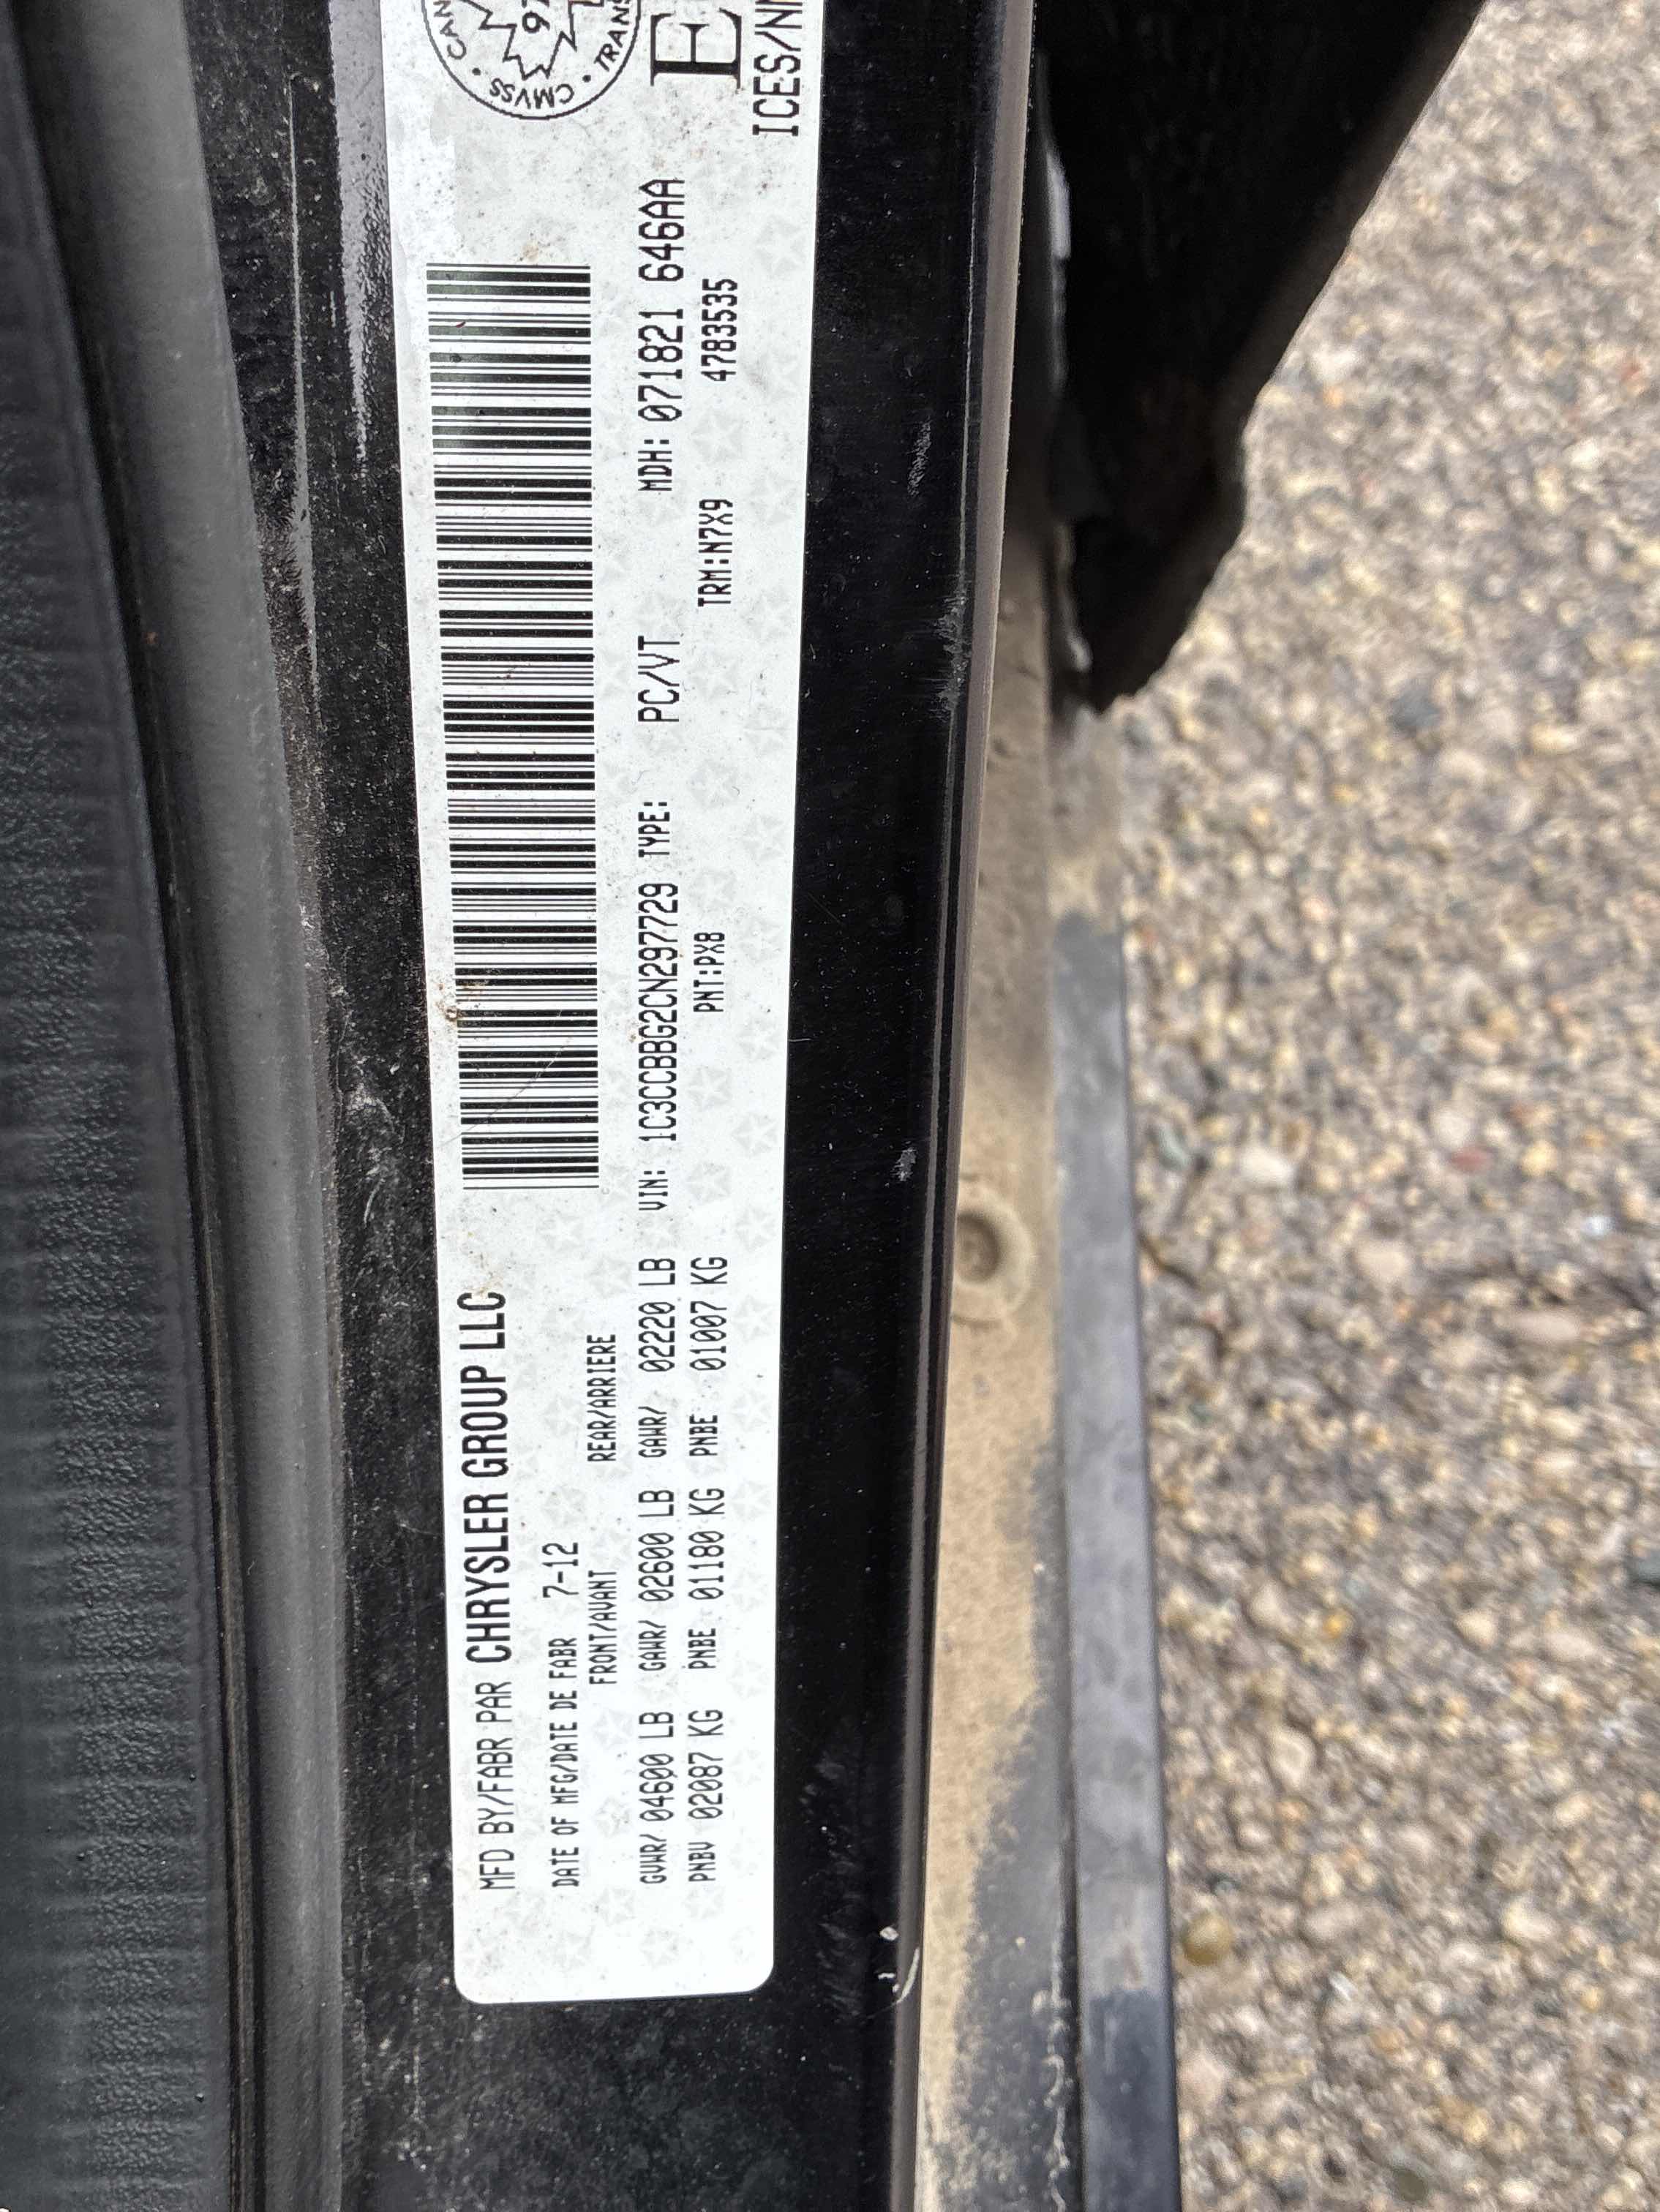 MFD BY/FABR PAR CHRYSLER GROUP LLC
DATE OF MFG/DATE DE FABR 7-12
FRONT/AVANT REAR/ARRIERE
GVWR/ 04600 LB GAWR/ 02600 LB GAWR/ 02220 LB
PNBV 02087 KG PNBE 01180 KG PNBE 01007 KG
VIN: 1C3CCBBG2CN297729 TYPE: PC/VT MDH: 071821 646AA
PNT:PX8 TRM:N7X9 4783535
CMVSS
E